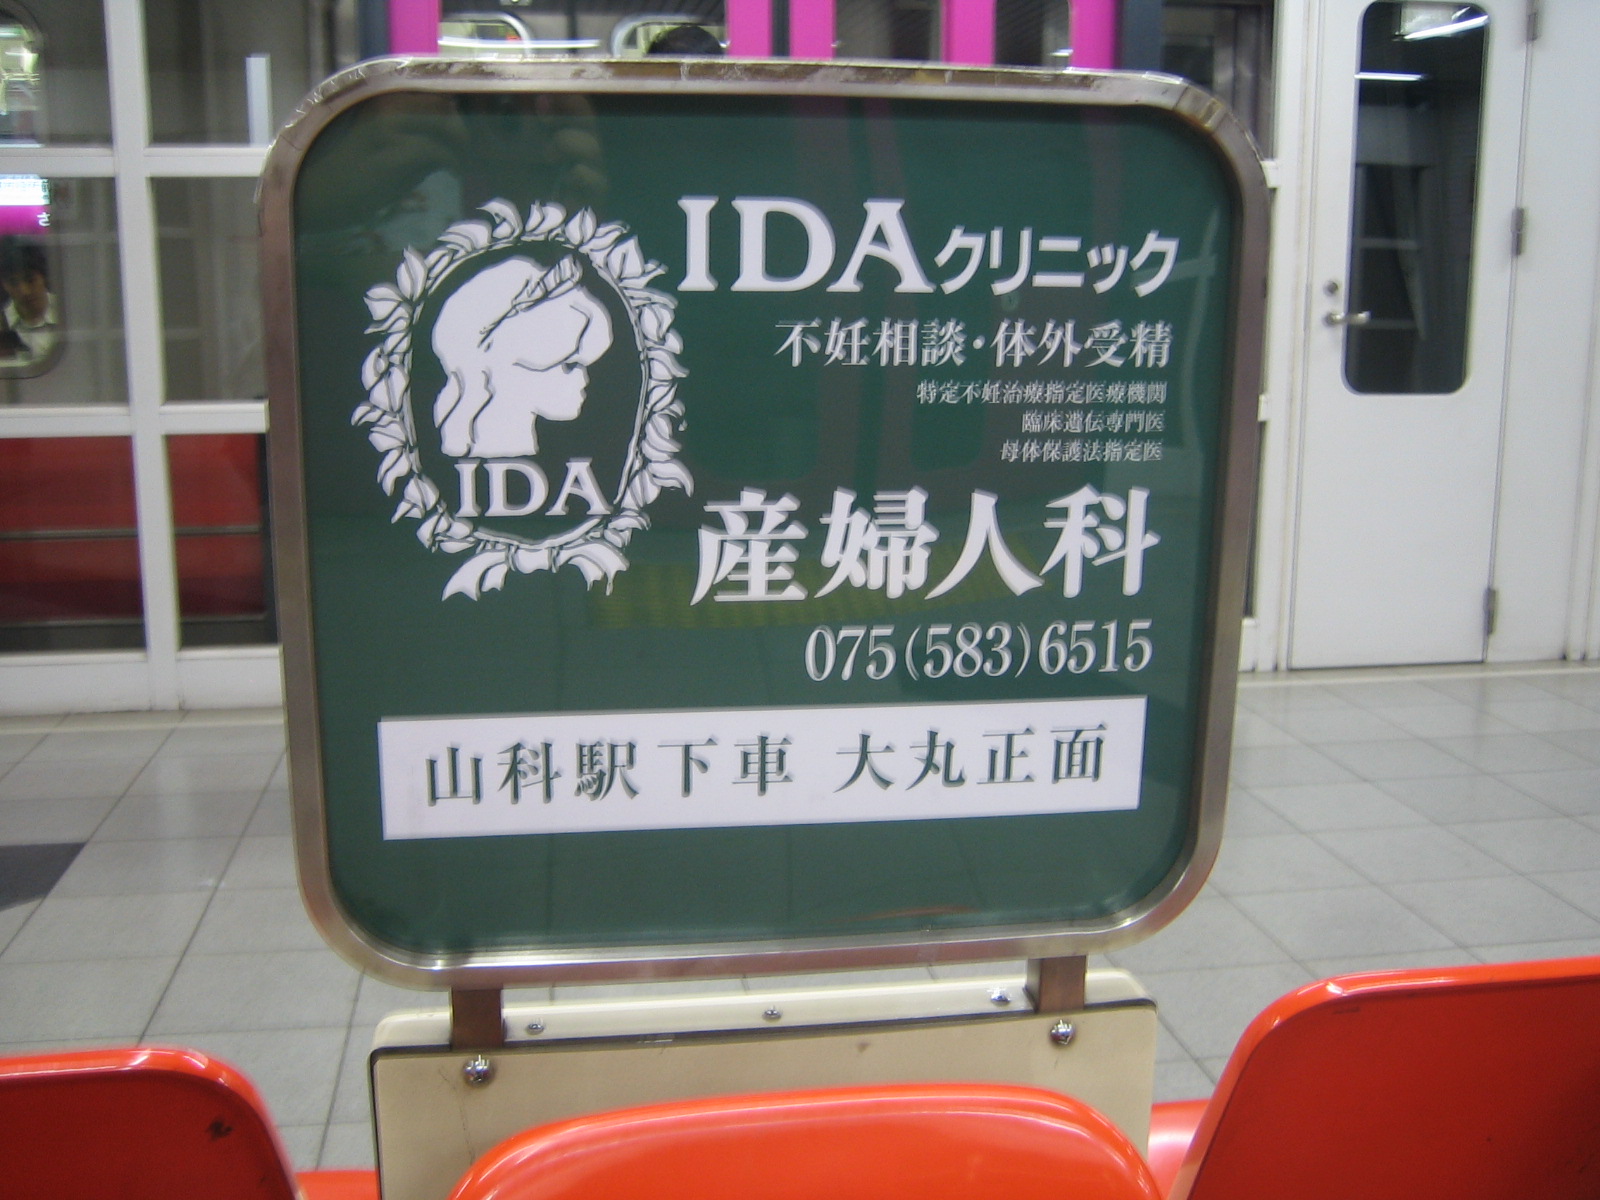 IDAクリニック
不妊相談・体外受精
特定不妊治療指定医療機関
臨床遺伝専門医
母体保護法指定医
IDA
産婦人科
075(583)6515
山科駅下車 大丸正面